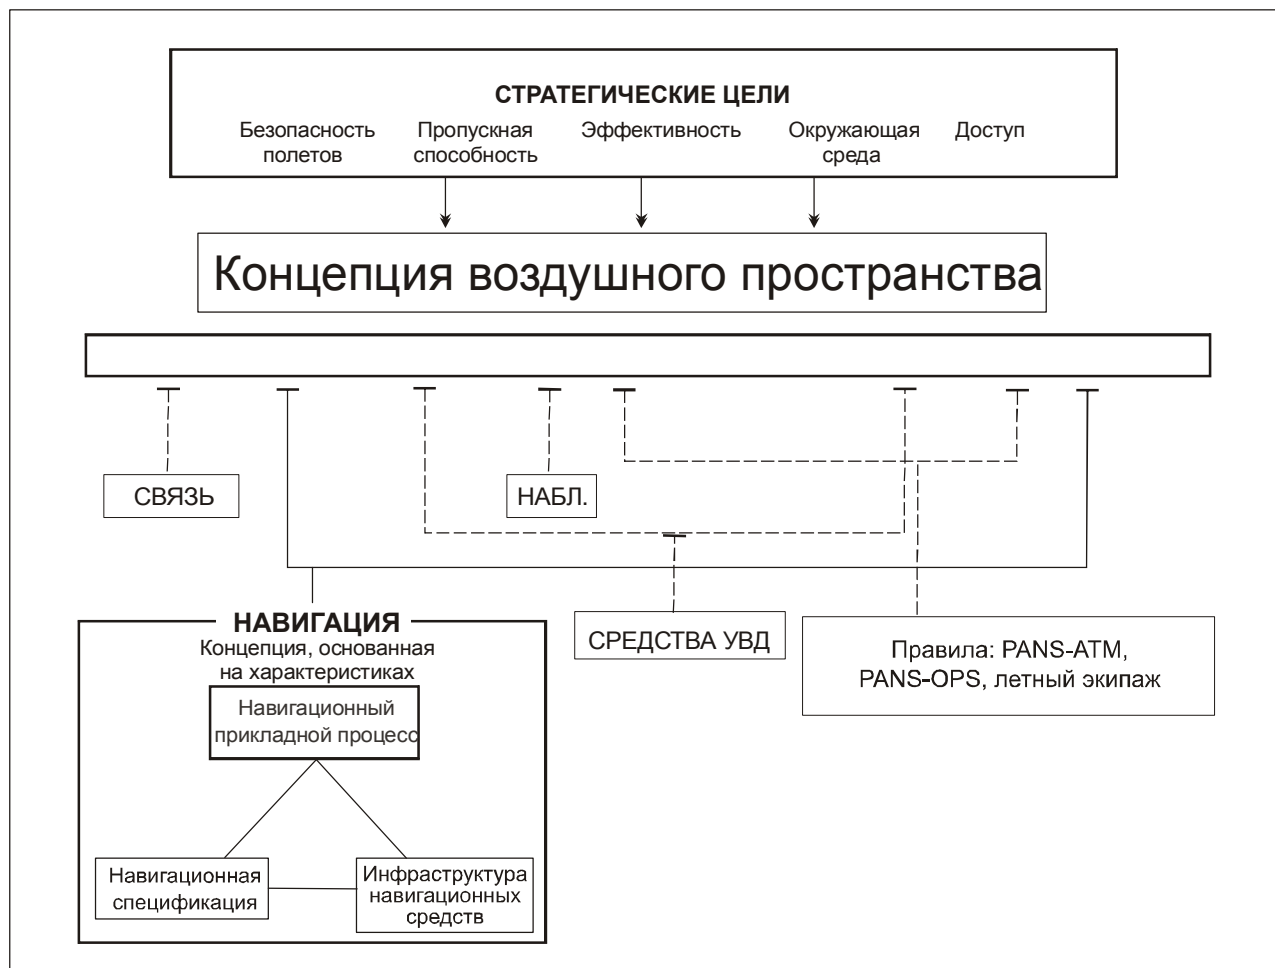 СТРАТЕГИЧЕСКИЕ ЦЕЛИ
Безопасность полетов
Пропускная способность
Эффективность
Окружающая среда
Доступ
Концепция воздушного пространства
СВЯЗЬ
НАБЛ.
НАВИГАЦИЯ
Концепция, основанная
на характеристиках
Навигационный
прикладной процесс
Навигационная
спецификация
Инфраструктура
навигационных
средств
СРЕДСТВА УВД
Правила: PANS-ATM,
PANS-OPS, летный экипаж